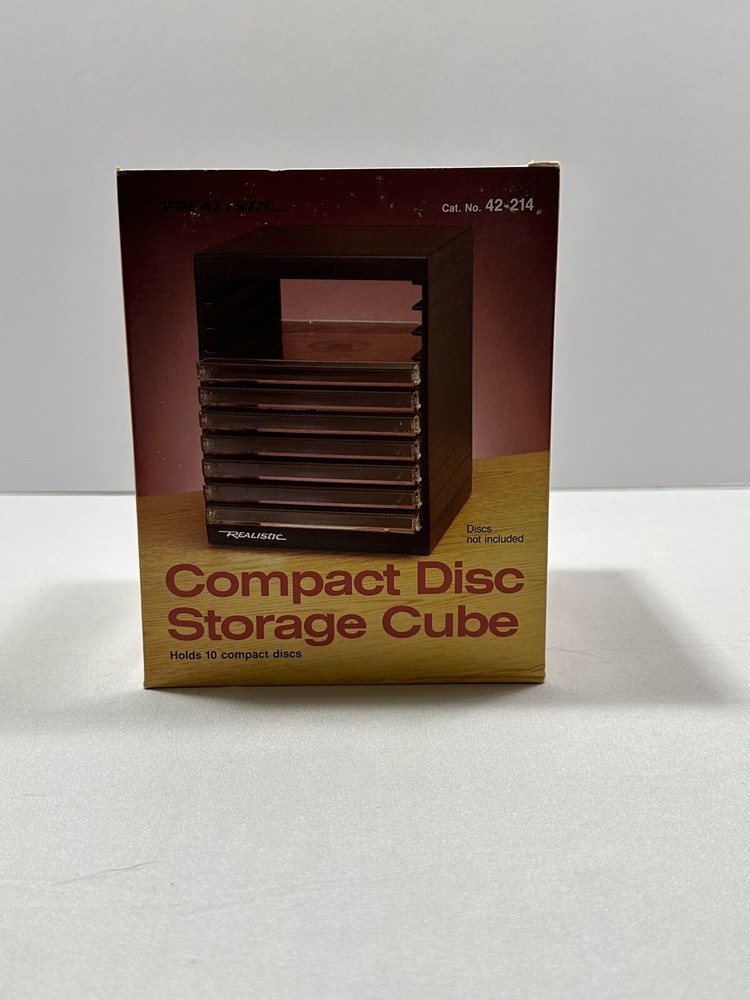 REALISTIC
Cat. No. 42-214
REALISTIC
Discs
not included
Compact Disc
Storage Cube
Holds 10 compact discs